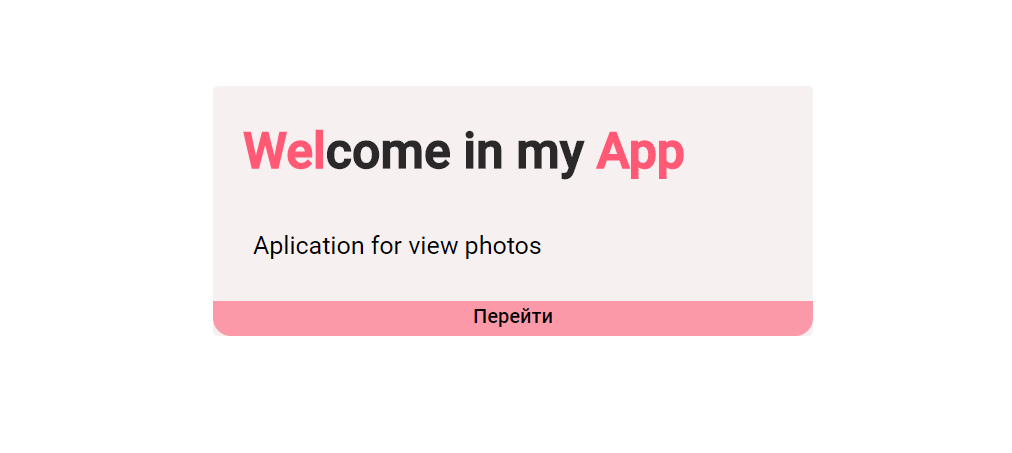 Welcome in my App
Aplication for view photos
Перейти